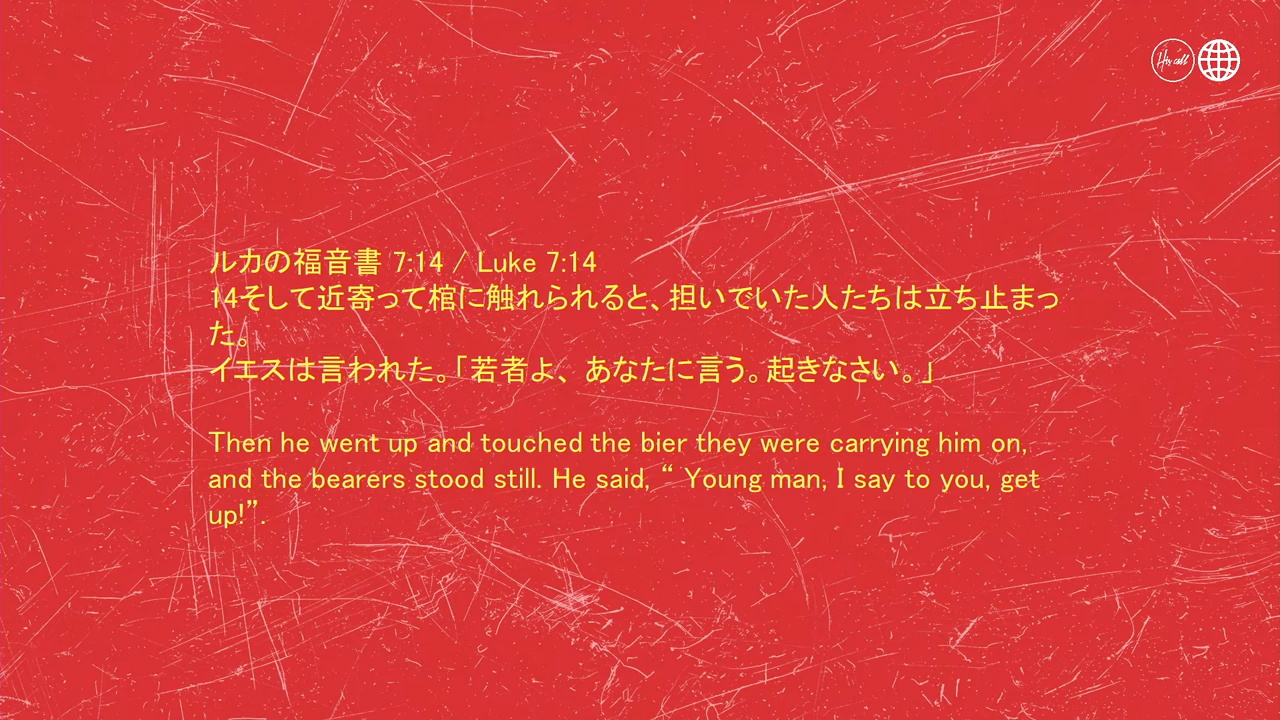 His call
ルカの福音書 7:14 / Luke 7:14
14そして近寄って棺に触れられると、担いでいた人たちは立ち止まっ
た。
イエスは言われた。「若者よ、あなたに言う。起きなさい。」
Then he went up and touched the bier they were carrying him on,
and the bearers stood still. He said, “ Young man, I say to you, get
up!”.